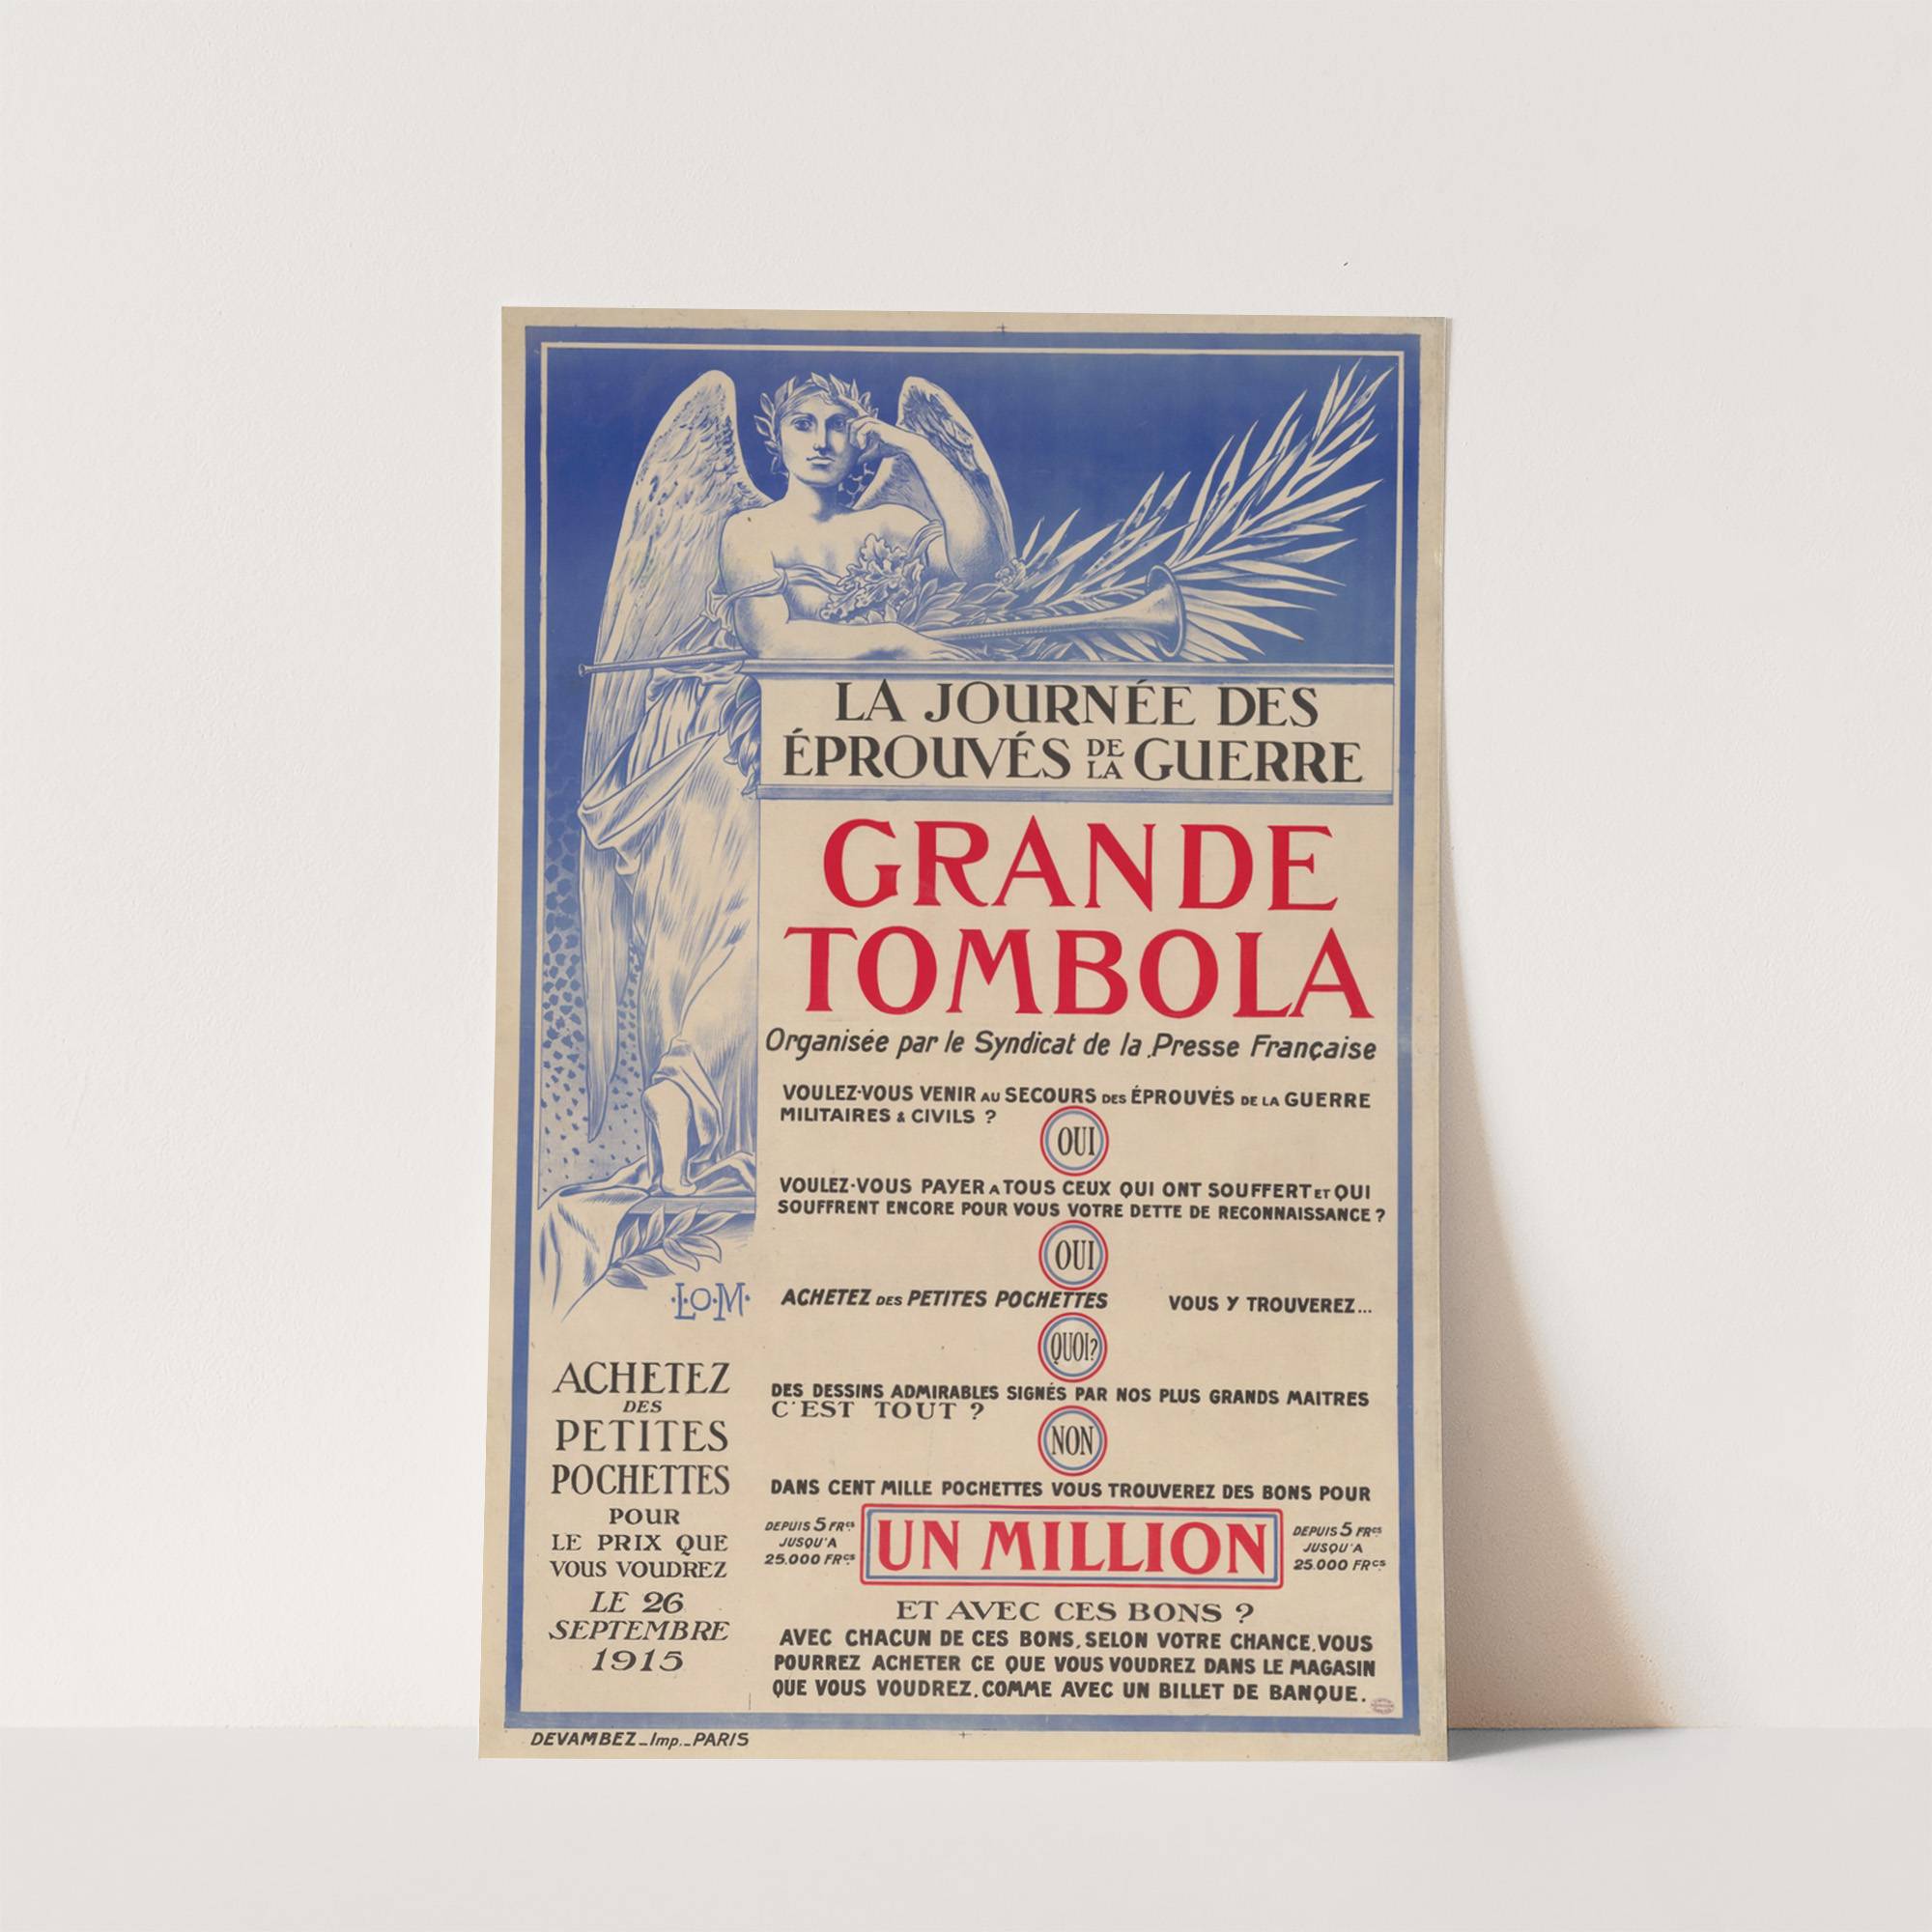 LA JOURNÉE DES
ÉPROUVÉS DE LA GUERRE
GRANDE
TOMBOLA
Organisée par le Syndicat de la Presse Française
VOULEZ-VOUS VENIR AU SECOURS DES ÉPROUVÉS DE LA GUERRE
MILITAIRES & CIVILS ?
OUI
VOULEZ-VOUS PAYER A TOUS CEUX QUI ONT SOUFFERT ET QUI
SOUFFRENT ENCORE POUR VOUS VOTRE DETTE DE RECONNAISSANCE ?
OUI
ACHETEZ DES PETITES POCHETTES VOUS Y TROUVEREZ...
QUOI?
DES DESSINS ADMIRABLES SIGNÉS PAR NOS PLUS GRANDS MAITRES
C'EST TOUT ?
NON
DANS CENT MILLE POCHETTES VOUS TROUVEREZ DES BONS POUR
DEPUIS 5 FRCS
JUSQU'A
25.000 FRCS
UN MILLION
DEPUIS 5 FRCS
JUSQU'A
25.000 FRCS
ET AVEC CES BONS ?
AVEC CHACUN DE CES BONS, SELON VOTRE CHANCE, VOUS
POURREZ ACHETER CE QUE VOUS VOUDREZ DANS LE MAGASIN
QUE VOUS VOUDREZ, COMME AVEC UN BILLET DE BANQUE.
·L·O·M·
ACHETEZ
DES
PETITES
POCHETTES
POUR
LE PRIX QUE
VOUS VOUDREZ
LE 26
SEPTEMBRE
1915
DEVAMBEZ_Imp._PARIS